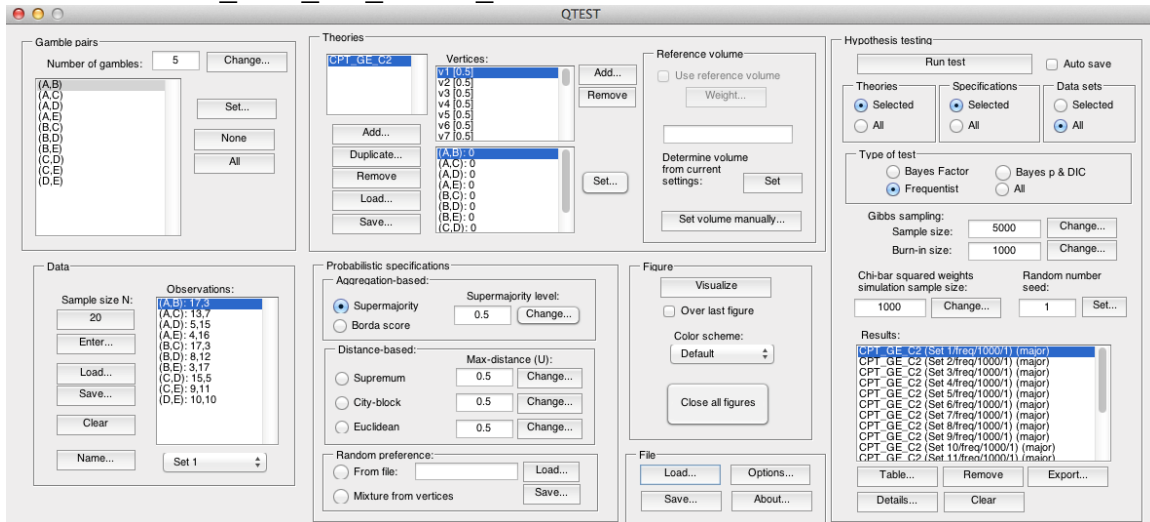 QTEST
Gamble pairs
Number of gambles:
5
Change...
(A,B)
(A,C)
(A,D)
(A,E)
(B,C)
(B,D)
(B,E)
(C,D)
(C,E)
(D,E)
Set...
None
All
Theories
CPT_GE_C2
Add...
Duplicate...
Remove
Load...
Save...
Vertices:
v1 [0.5]
v2 [0.5]
v3 [0.5]
v4 [0.5]
v5 [0.5]
v6 [0.5]
v7 [0.5]
Add...
Remove
(A,B): 0
(A,C): 0
(A,D): 0
(A,E): 0
(B,C): 0
(B,D): 0
(B,E): 0
(C,D): 0
Set...
Reference volume
Use reference volume
Weight...
Determine volume
from current
settings:
Set
Set volume manually...
Hypothesis testing
Run test
Auto save
Theories
Selected
All
Specifications
Selected
All
Data sets
Selected
All
Type of test
Bayes Factor
Bayes p & DIC
Frequentist
All
Gibbs sampling:
Sample size:
5000
Change...
Burn-in size:
1000
Change...
Chi-bar squared weights
simulation sample size:
1000
Change...
Random number
seed:
1
Set...
Results:
CPT_GE_C2 (Set 1/freq/1000/1) (major)
CPT_GE_C2 (Set 2/freq/1000/1) (major)
CPT_GE_C2 (Set 3/freq/1000/1) (major)
CPT_GE_C2 (Set 4/freq/1000/1) (major)
CPT_GE_C2 (Set 5/freq/1000/1) (major)
CPT_GE_C2 (Set 6/freq/1000/1) (major)
CPT_GE_C2 (Set 7/freq/1000/1) (major)
CPT_GE_C2 (Set 8/freq/1000/1) (major)
CPT_GE_C2 (Set 9/freq/1000/1) (major)
CPT_GE_C2 (Set 10/freq/1000/1) (major)
CPT_GE_C2 (Set 11/freq/1000/1) (major)
Table...
Remove
Export...
Details...
Clear
Data
Sample size N:
20
Enter...
Load...
Save...
Clear
Name...
Observations:
(A,B): 17,3
(A,C): 13,7
(A,D): 5,15
(A,E): 4,16
(B,C): 17,3
(B,D): 8,12
(B,E): 3,17
(C,D): 15,5
(C,E): 9,11
(D,E): 10,10
Set 1
Probabilistic specifications
Aggregation-based:
Supermajority
Borda score
Supermajority level:
0.5
Change...
Distance-based:
Max-distance (U):
Supremum
0.5
Change...
City-block
0.5
Change...
Euclidean
0.5
Change...
Random preference:
From file:
Load...
Mixture from vertices
Save...
Figure
Visualize
Over last figure
Color scheme:
Default
Close all figures
File
Load...
Options...
Save...
About...